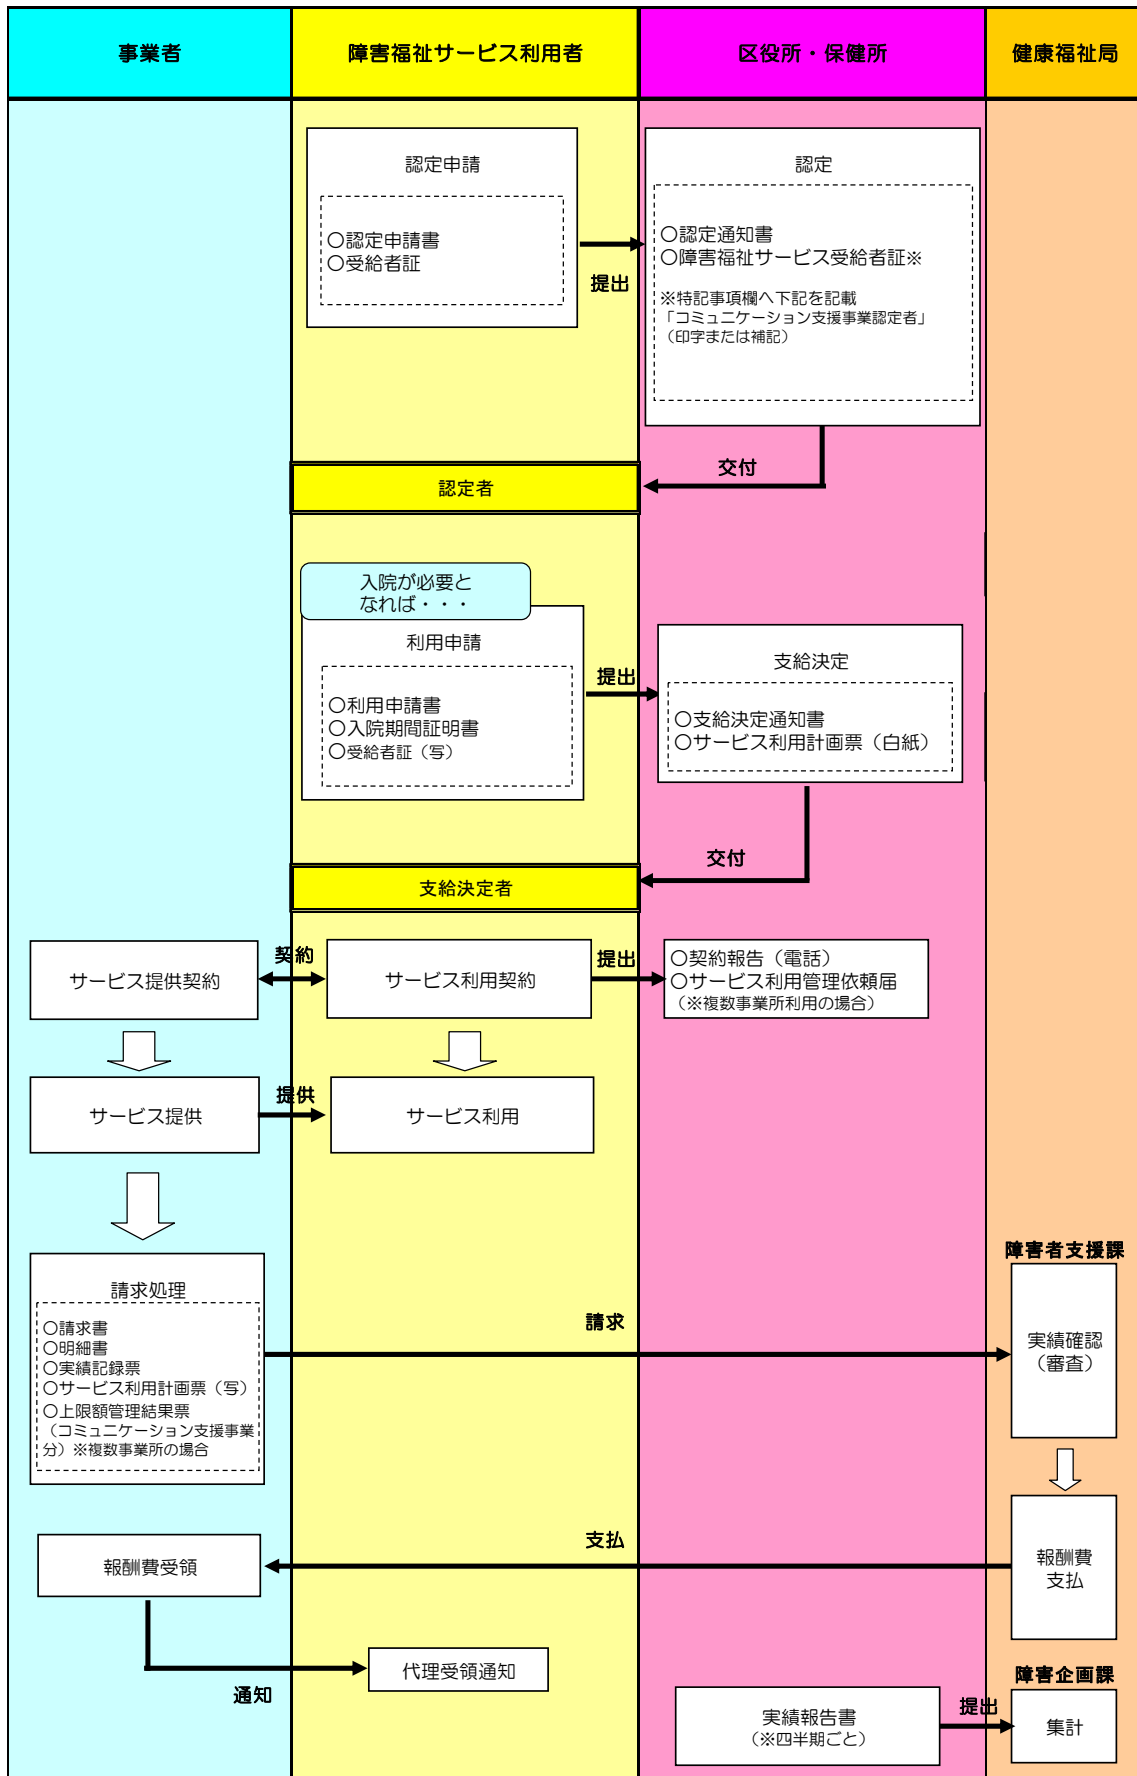 事業者
障害福祉サービス利用者
区役所・保健所
健康福祉局
認定申請
○認定申請書
○受給者証
提出
認定
○認定通知書
○障害福祉サービス受給者証※
※特記事項欄へ下記を記載
「コミュニケーション支援事業認定者」
（印字または補記）
交付
認定者
入院が必要と
なれば・・・
利用申請
○利用申請書
○入院期間証明書
○受給者証（写）
提出
支給決定
○支給決定通知書
○サービス利用計画票（白紙）
交付
支給決定者
サービス提供契約
契約
サービス利用契約
提出
○契約報告（電話）
○サービス利用管理依頼届
（※複数事業所利用の場合）
サービス提供
提供
サービス利用
請求処理
○請求書
○明細書
○実績記録票
○サービス利用計画票（写）
○上限額管理結果票
（コミュニケーション支援事業
分）※複数事業所の場合
請求
障害者支援課
実績確認
（審査）
報酬費受領
支払
報酬費
支払
通知
代理受領通知
実績報告書
（※四半期ごと）
提出
障害企画課
集計